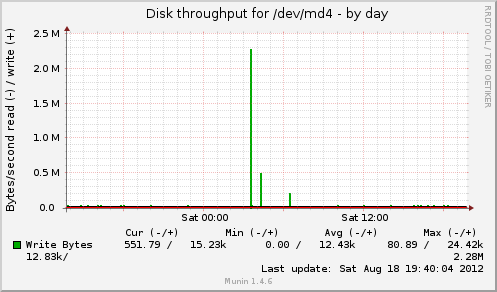 Disk throughput for /dev/md4 - by day
RRDTOOL / TOBI OETIKER
Bytes/second read (-) / write (+)
2.5 M
2.0 M
1.5 M
1.0 M
0.5 M
0.0
Sat 00:00 Sat 12:00
Cur (-/+) Min (-/+) Avg (-/+) Max (-/+)
Write Bytes 551.79 / 15.23k 0.00 / 12.43k 80.89 / 24.42k
12.83k/ 2.28M
Last update: Sat Aug 18 19:40:04 2012
Munin 1.4.6